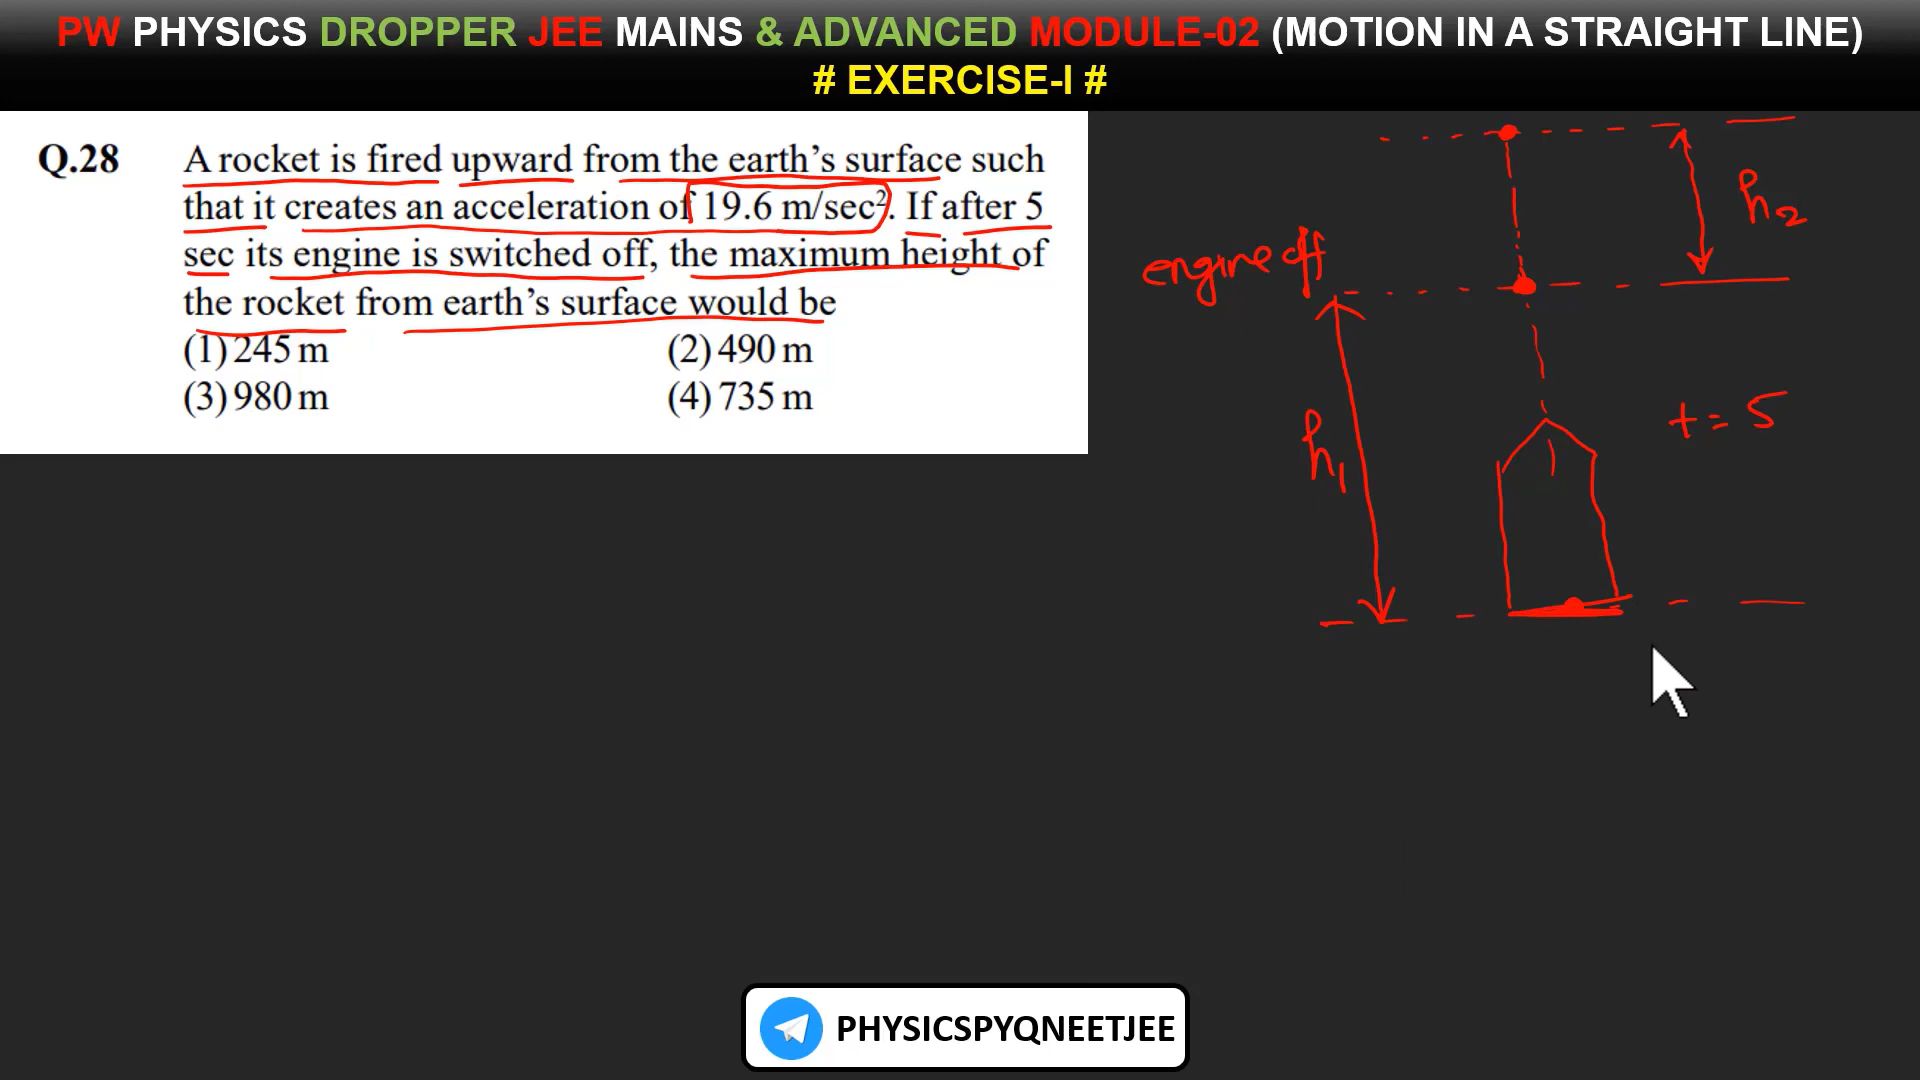 PW PHYSICS DROPPER JEE MAINS & ADVANCED MODULE-02 (MOTION IN A STRAIGHT LINE)
# EXERCISE-I #
Q.28 A rocket is fired upward from the earth's surface such
that it creates an acceleration of 19.6 m/sec². If after 5
sec its engine is switched off, the maximum height of
the rocket from earth's surface would be
(1) 245 m (2) 490 m
(3) 980 m (4) 735 m
h₂
engine off
t = 5
h₁
PHYSICSPYQNEETJEE